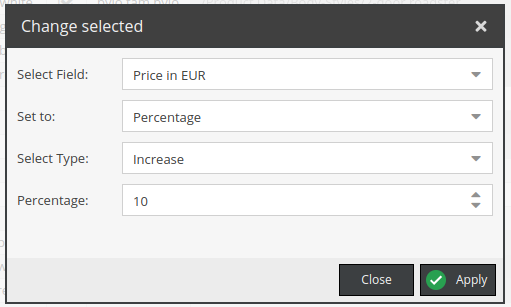 Change selected
Select Field: Price in EUR
Set to: Percentage
Select Type: Increase
Percentage: 10
Close Apply